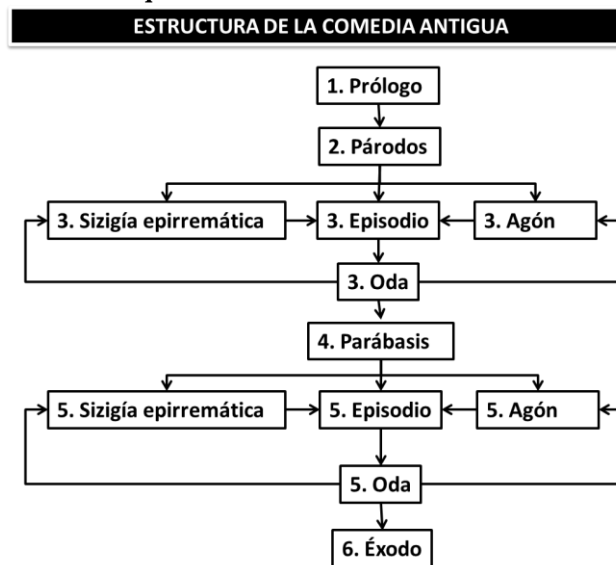 ESTRUCTURA DE LA COMEDIA ANTIGUA
1. Prólogo
2. Párodos
3. Sizigía epirremática
3. Episodio
3. Agón
3. Oda
4. Parábasis
5. Sizigía epirremática
5. Episodio
5. Agón
5. Oda
6. Éxodo